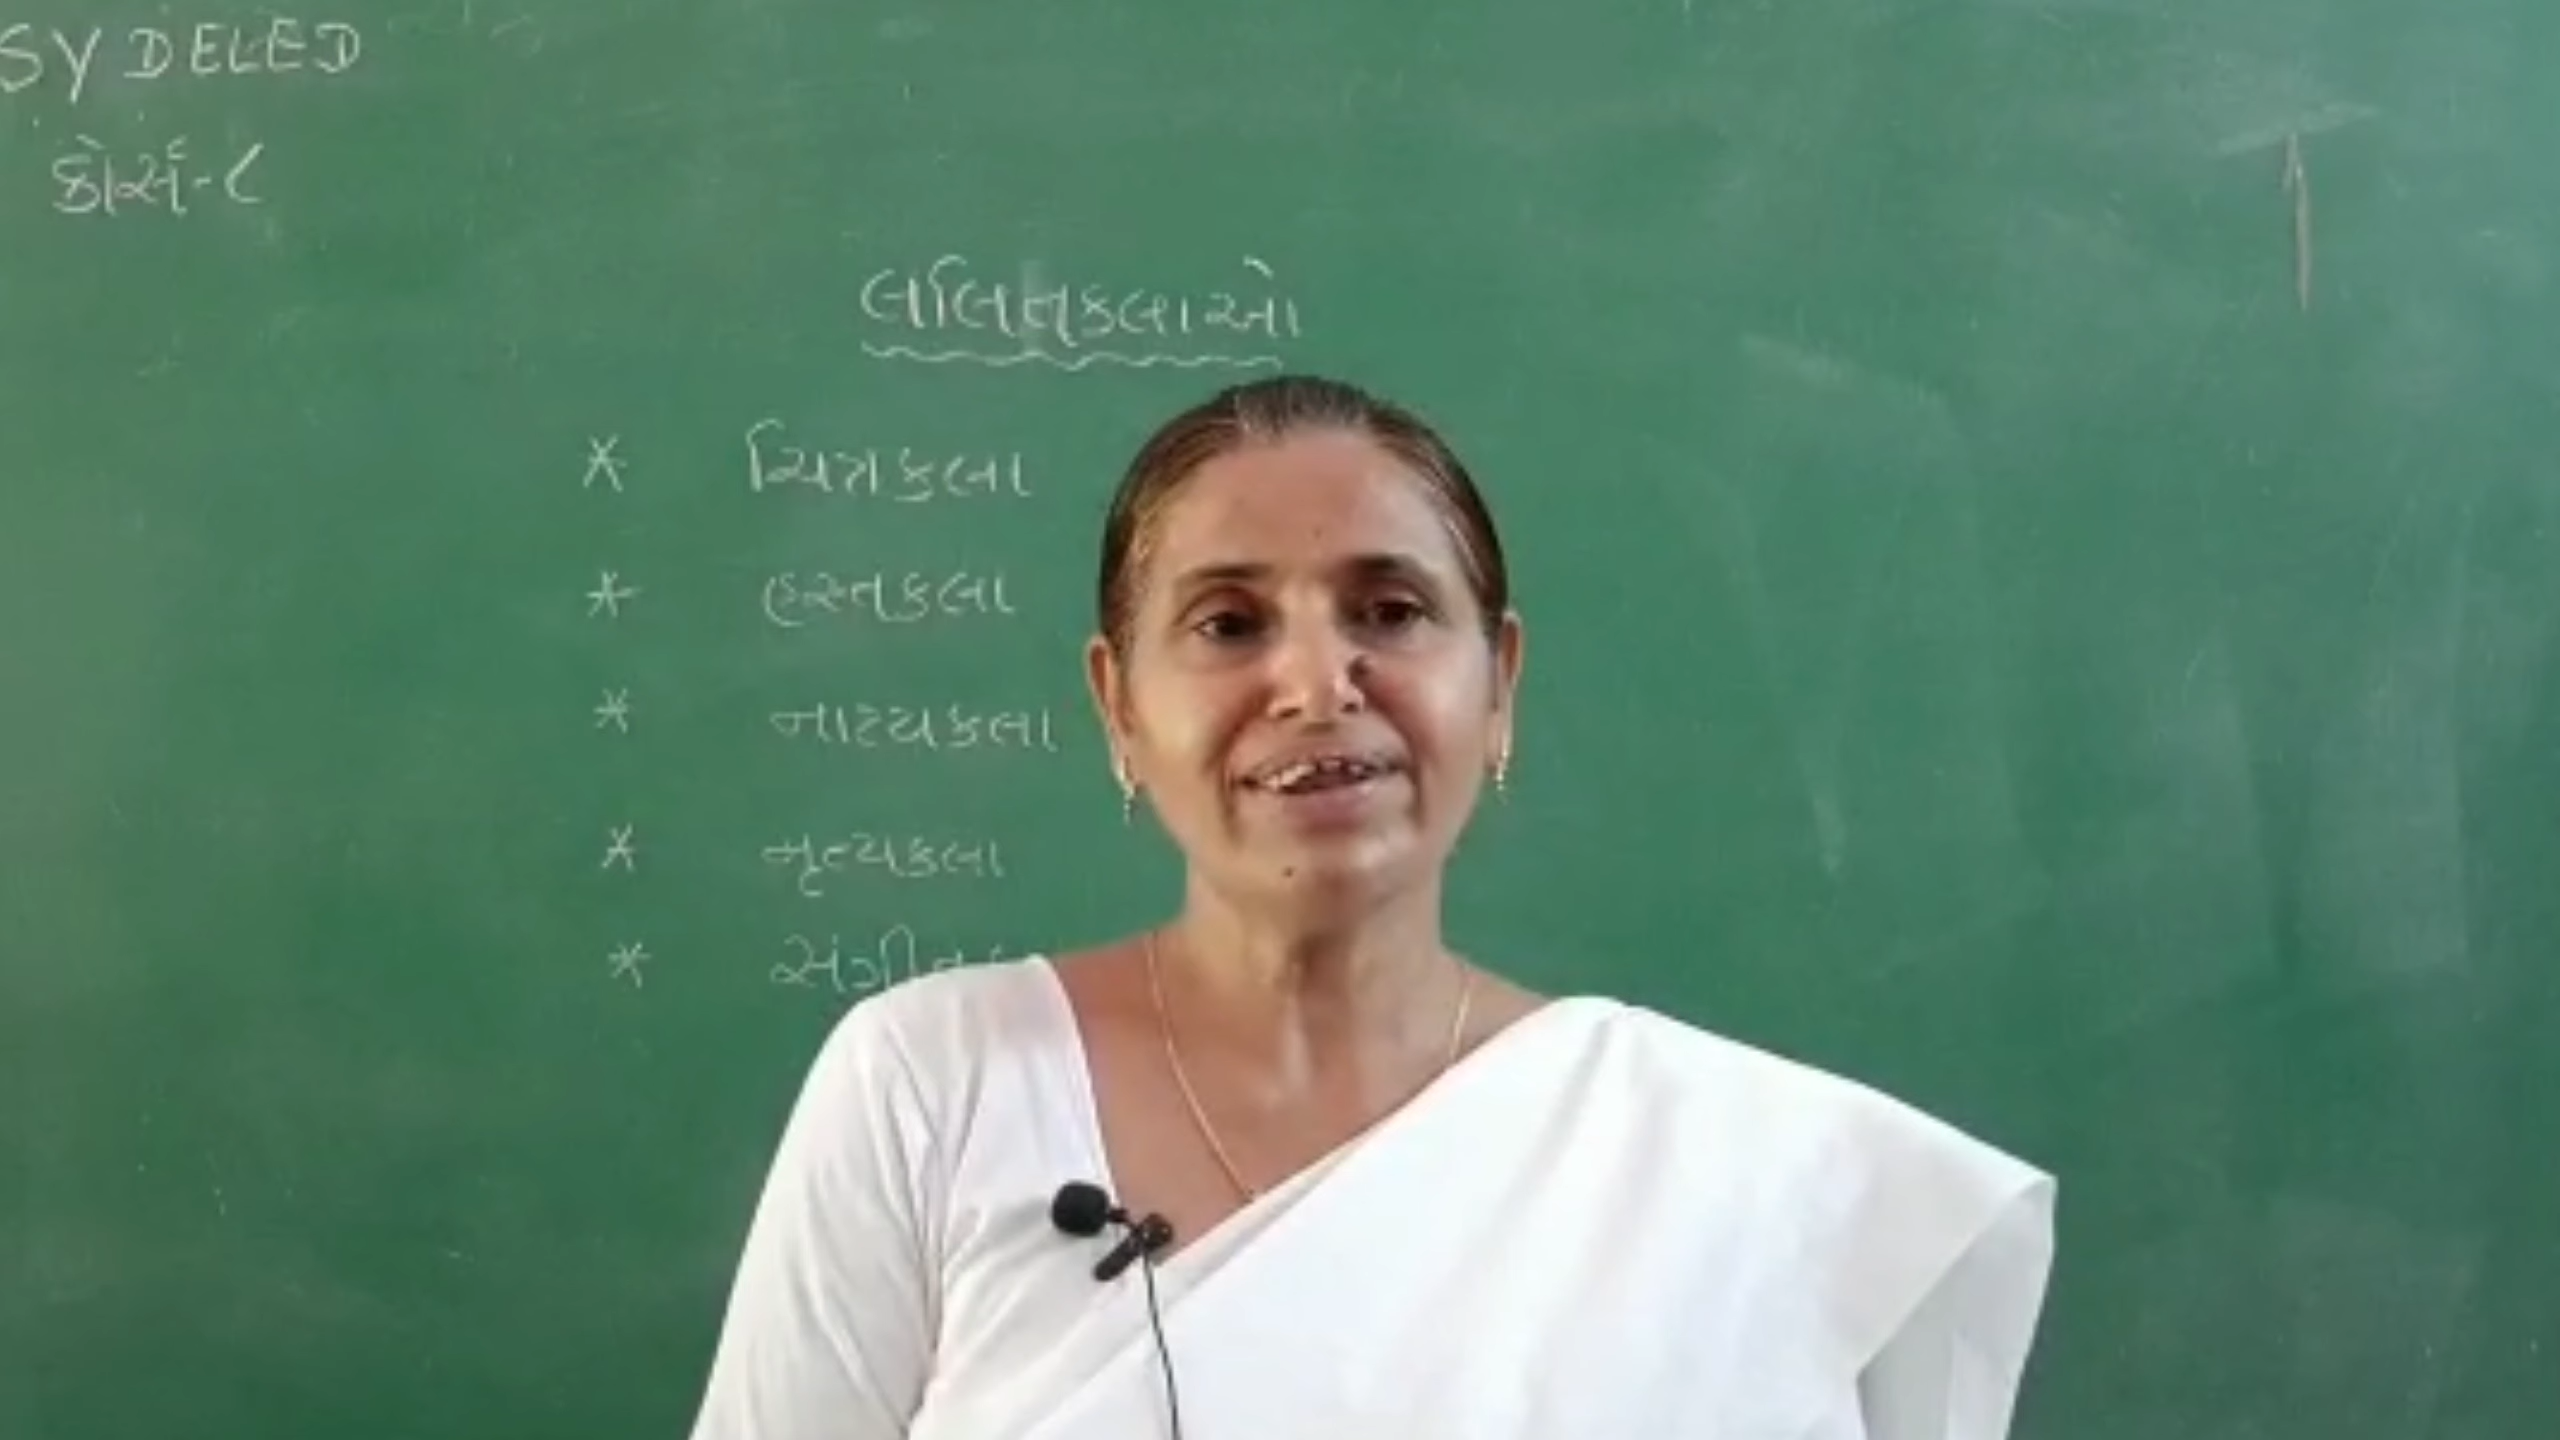 SY DELED
કોર્સ-૮
લલિતકલાઓ
* ચિત્રકલા
* હસ્તકલા
* નાટ્યકલા
* નૃત્યકલા
*